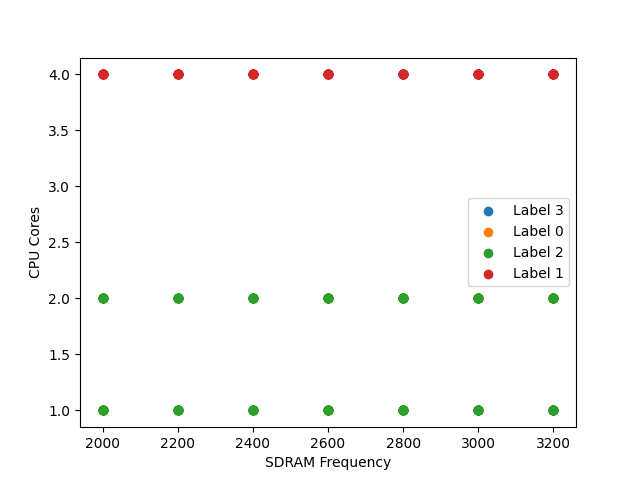 4.0
3.5
3.0
2.5
2.0
1.5
1.0
CPU Cores
2000 2200 2400 2600 2800 3000 3200
SDRAM Frequency
Label 3
Label 0
Label 2
Label 1